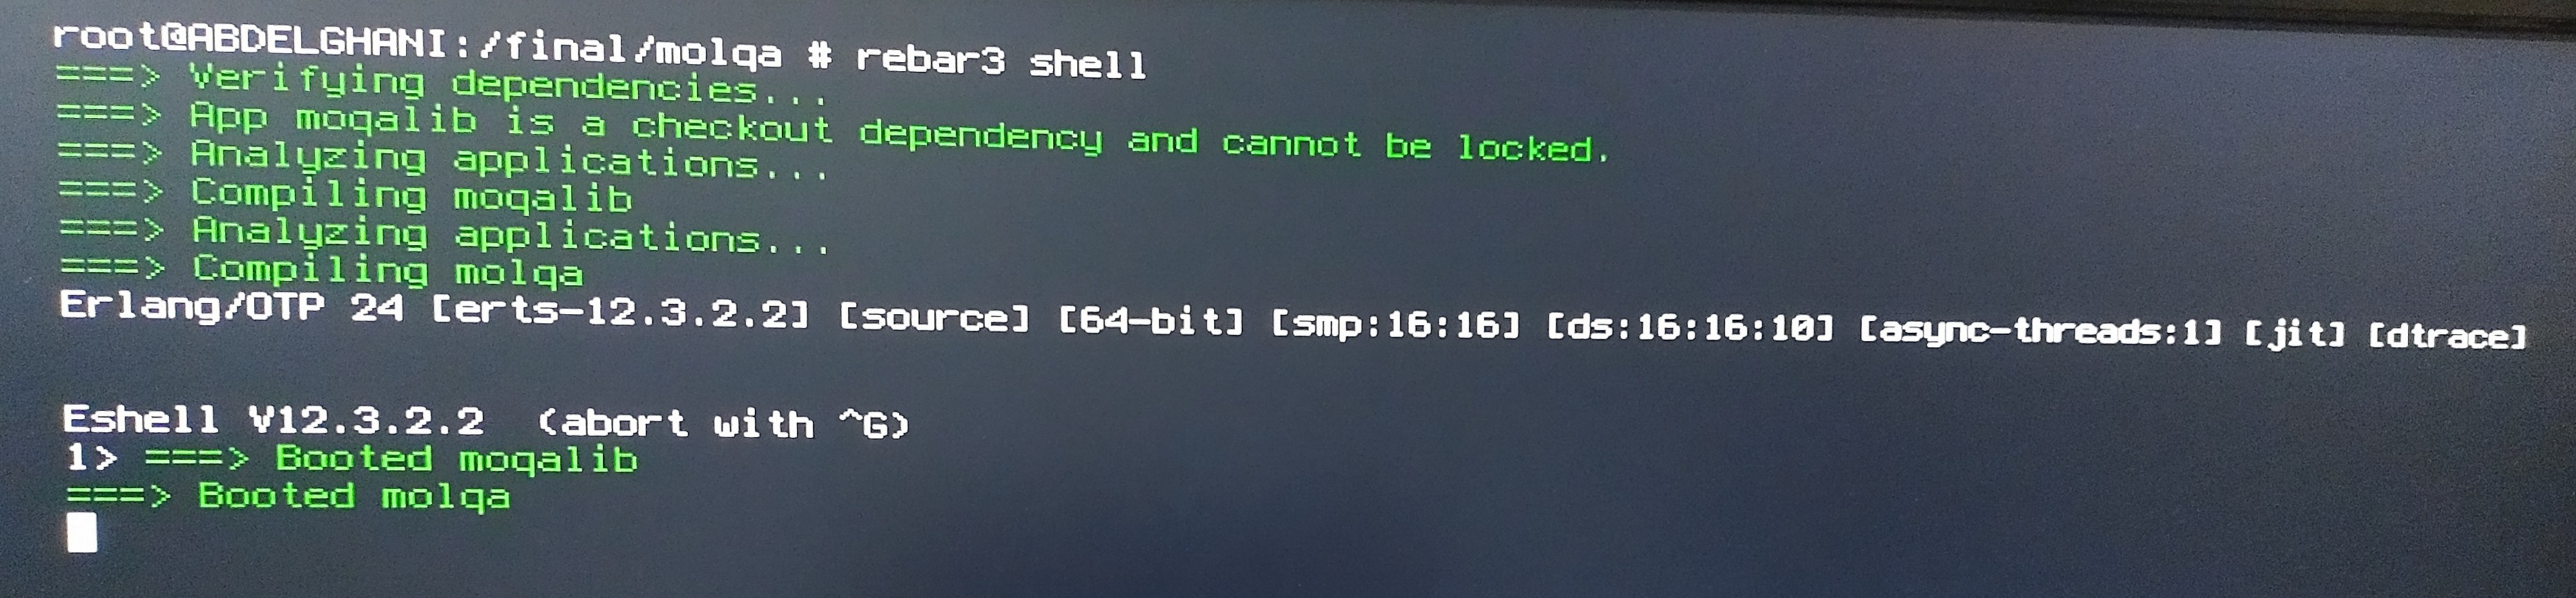 root@ABDELGHANI:/final/molqa # rebar3 shell
===> Verifying dependencies...
===> App moqalib is a checkout dependency and cannot be locked.
===> Analyzing applications...
===> Compiling moqalib
===> Analyzing applications...
===> Compiling molqa
Erlang/OTP 24 [erts-12.3.2.2] [source] [64-bit] [smp:16:16] [ds:16:16:10] [async-threads:1] [jit] [dtrace]
Eshell V12.3.2.2  (abort with ^G)
1> ===> Booted moqalib
===> Booted molqa